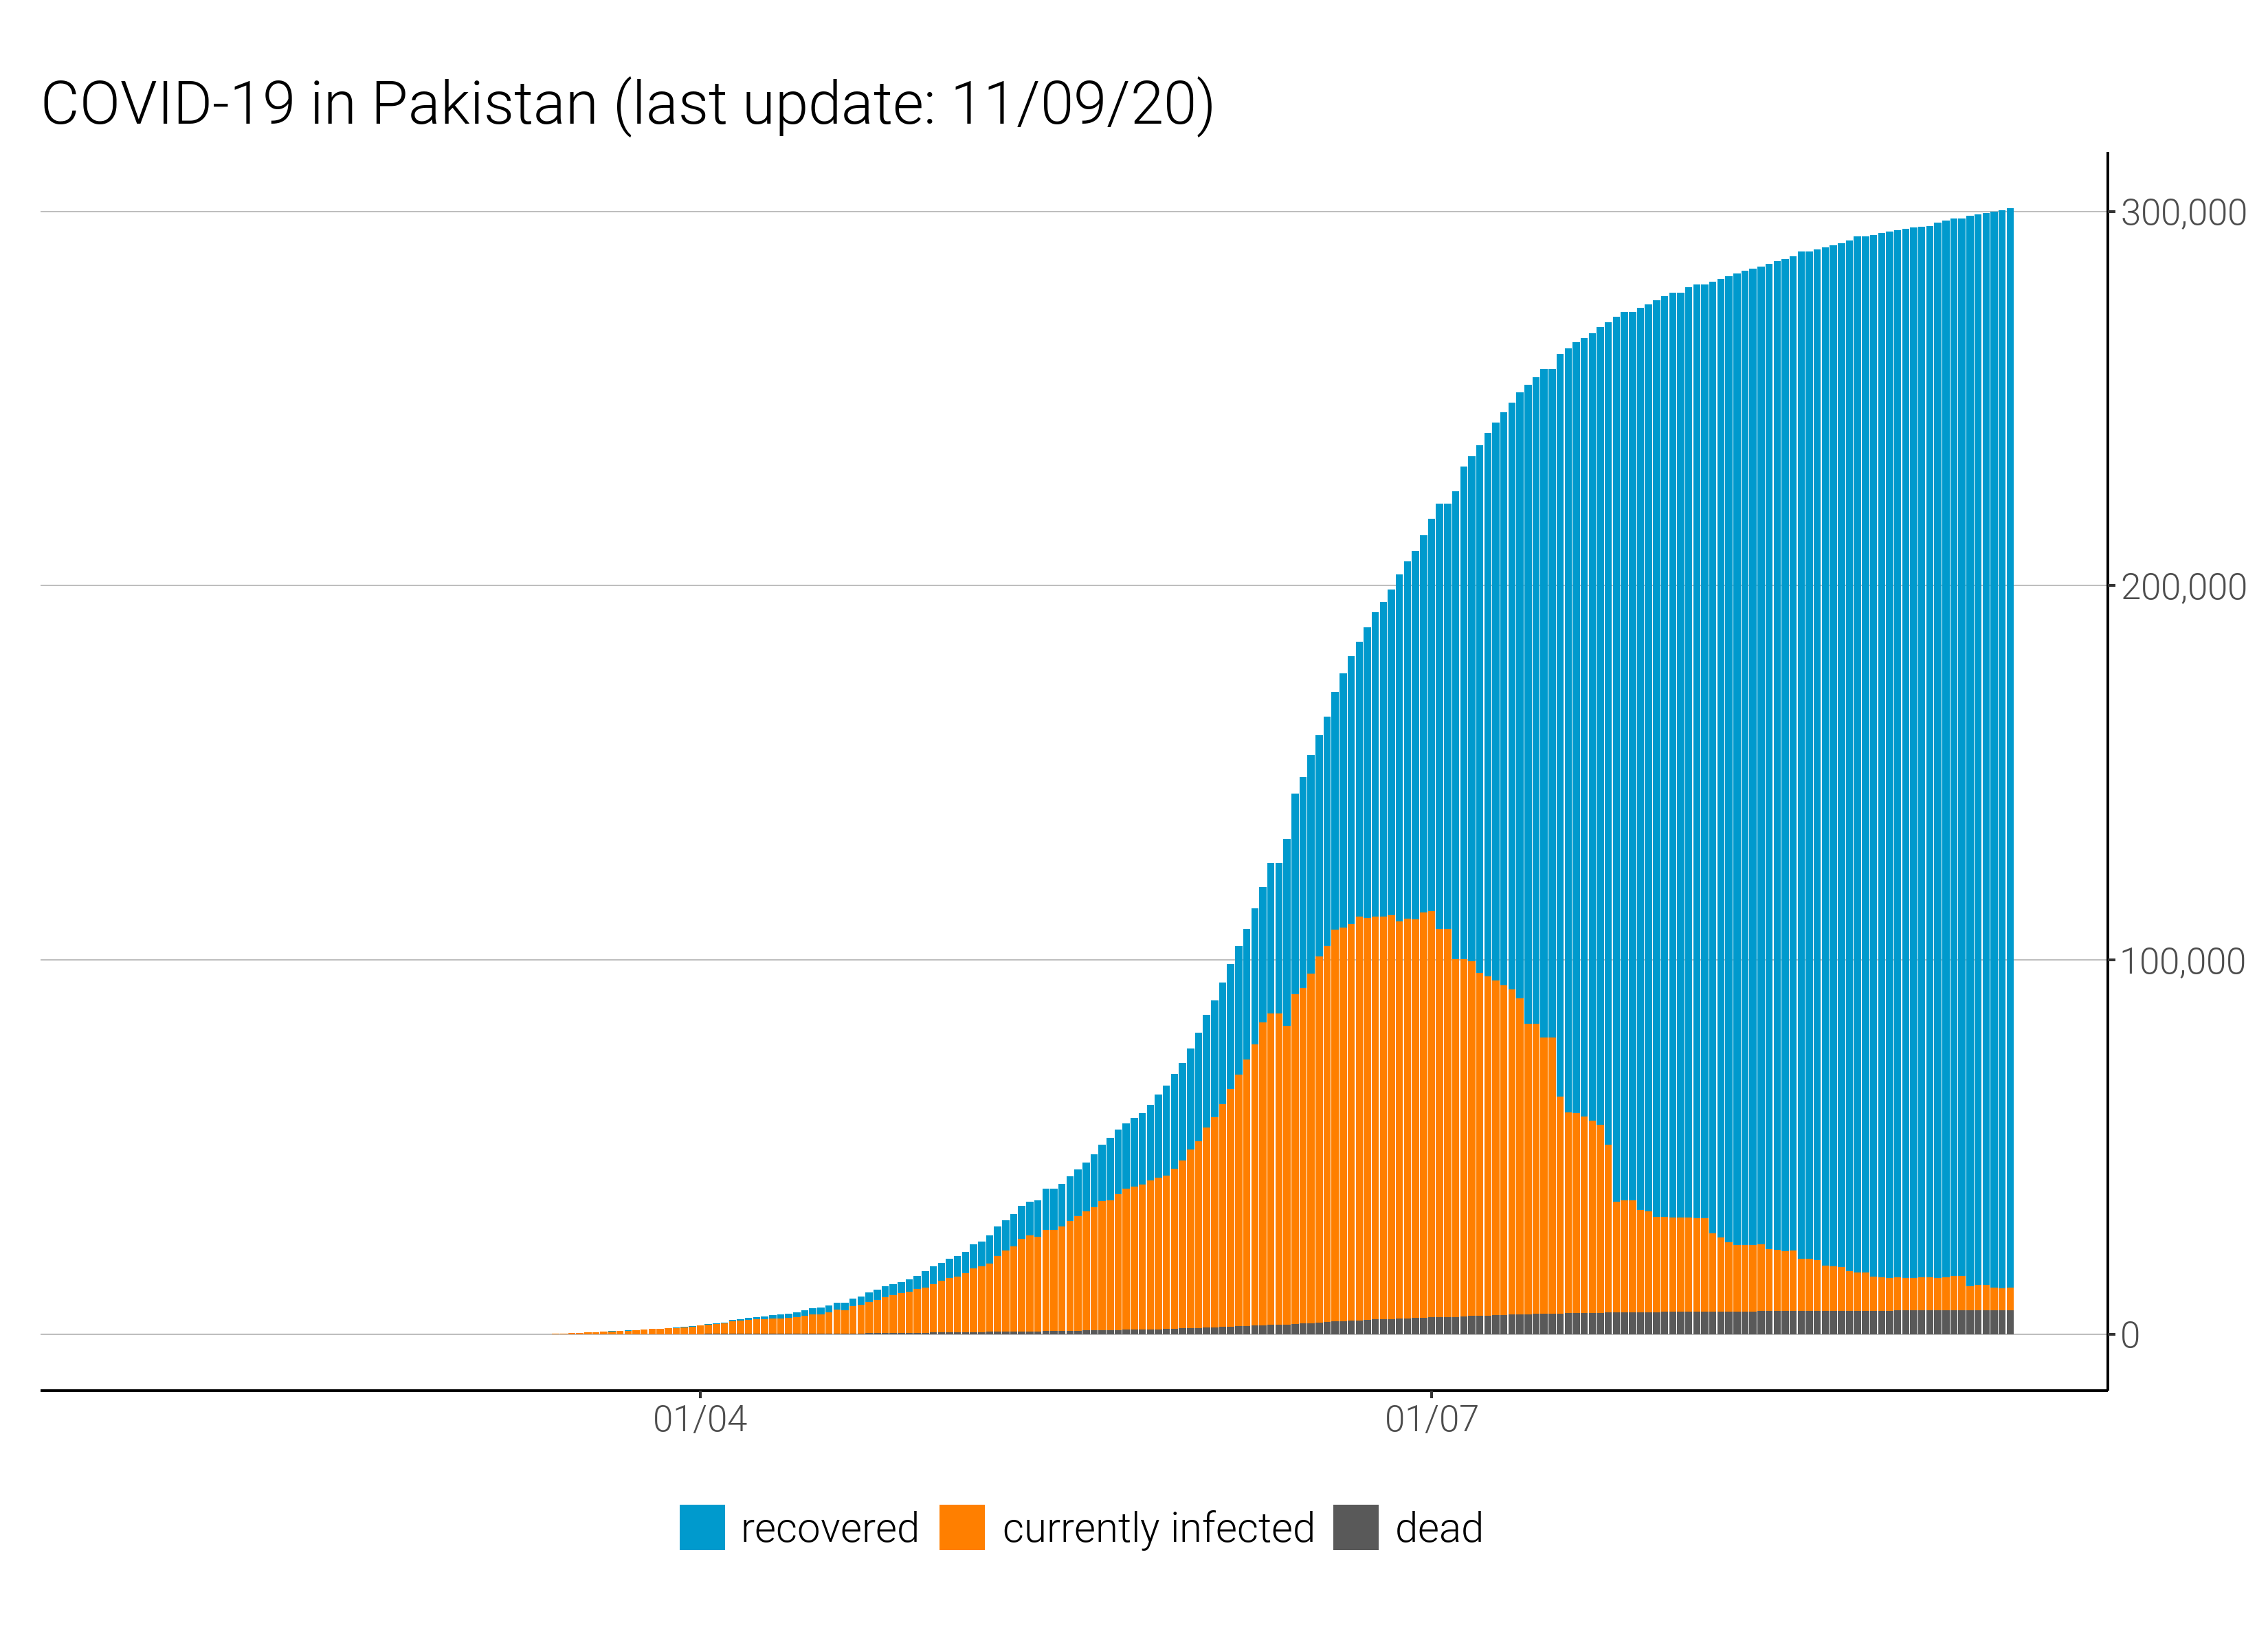 COVID-19 in Pakistan (last update: 11/09/20)
300,000
200,000
100,000
0
01/04 01/07
recovered currently infected dead